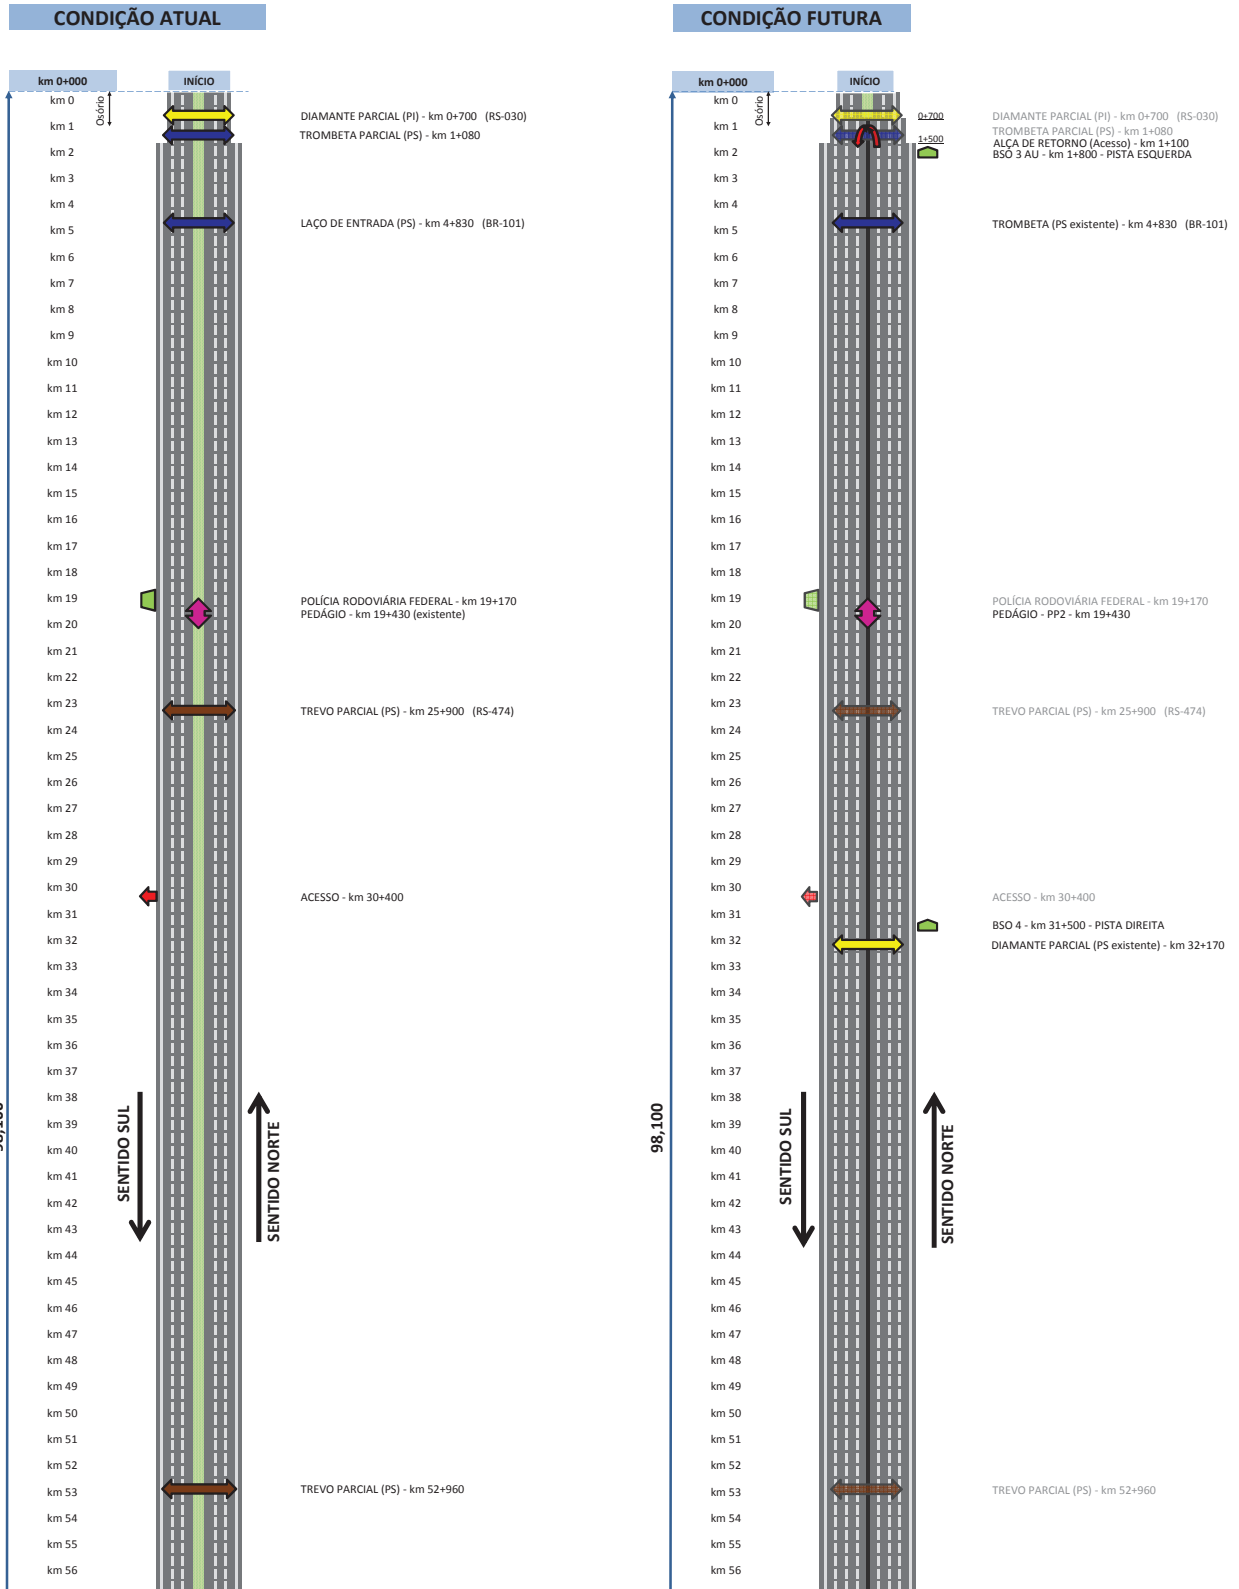 CONDIÇÃO ATUAL
km 0+000
INÍCIO
Osório
km 0
km 1
km 2
km 3
km 4
km 5
km 6
km 7
km 8
km 9
km 10
km 11
km 12
km 13
km 14
km 15
km 16
km 17
km 18
km 19
km 20
km 21
km 22
km 23
km 24
km 25
km 26
km 27
km 28
km 29
km 30
km 31
km 32
km 33
km 34
km 35
km 36
km 37
km 38
km 39
km 40
km 41
km 42
km 43
km 44
km 45
km 46
km 47
km 48
km 49
km 50
km 51
km 52
km 53
km 54
km 55
km 56
DIAMANTE PARCIAL (PI) - km 0+700 (RS-030)
TROMBETA PARCIAL (PS) - km 1+080
LAÇO DE ENTRADA (PS) - km 4+830 (BR-101)
POLÍCIA RODOVIÁRIA FEDERAL - km 19+170
PEDÁGIO - km 19+430 (existente)
TREVO PARCIAL (PS) - km 25+900 (RS-474)
ACESSO - km 30+400
SENTIDO SUL
SENTIDO NORTE
TREVO PARCIAL (PS) - km 52+960
CONDIÇÃO FUTURA
km 0+000
INÍCIO
Osório
98,100
km 0
km 1
km 2
km 3
km 4
km 5
km 6
km 7
km 8
km 9
km 10
km 11
km 12
km 13
km 14
km 15
km 16
km 17
km 18
km 19
km 20
km 21
km 22
km 23
km 24
km 25
km 26
km 27
km 28
km 29
km 30
km 31
km 32
km 33
km 34
km 35
km 36
km 37
km 38
km 39
km 40
km 41
km 42
km 43
km 44
km 45
km 46
km 47
km 48
km 49
km 50
km 51
km 52
km 53
km 54
km 55
km 56
0+700
1+500
DIAMANTE PARCIAL (PI) - km 0+700 (RS-030)
TROMBETA PARCIAL (PS) - km 1+080
ALÇA DE RETORNO (Acesso) - km 1+100
BSO 3 AU - km 1+800 - PISTA ESQUERDA
TROMBETA (PS existente) - km 4+830 (BR-101)
POLÍCIA RODOVIÁRIA FEDERAL - km 19+170
PEDÁGIO - PP2 - km 19+430
TREVO PARCIAL (PS) - km 25+900 (RS-474)
ACESSO - km 30+400
BSO 4 - km 31+500 - PISTA DIREITA
DIAMANTE PARCIAL (PS existente) - km 32+170
SENTIDO SUL
SENTIDO NORTE
TREVO PARCIAL (PS) - km 52+960